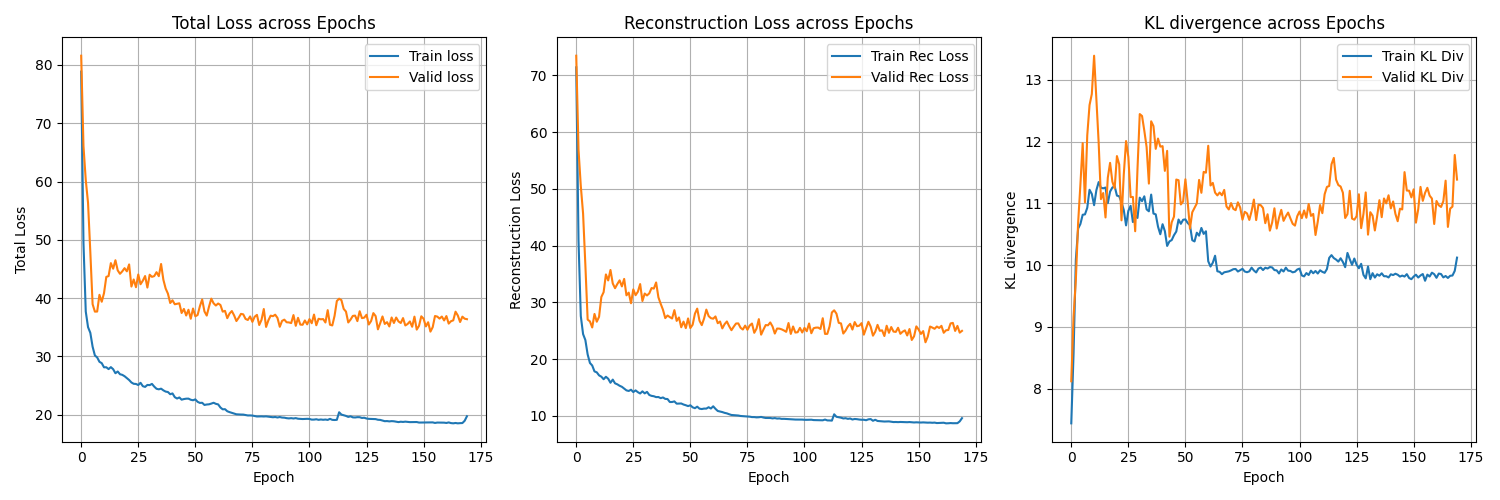 Total Loss across Epochs
Train loss
Valid loss
Total Loss
80
70
60
50
40
30
20
0 25 50 75 100 125 150 175
Epoch
Reconstruction Loss across Epochs
Train Rec Loss
Valid Rec Loss
Reconstruction Loss
70
60
50
40
30
20
10
0 25 50 75 100 125 150 175
Epoch
KL divergence across Epochs
Train KL Div
Valid KL Div
KL divergence
13
12
11
10
9
8
0 25 50 75 100 125 150 175
Epoch